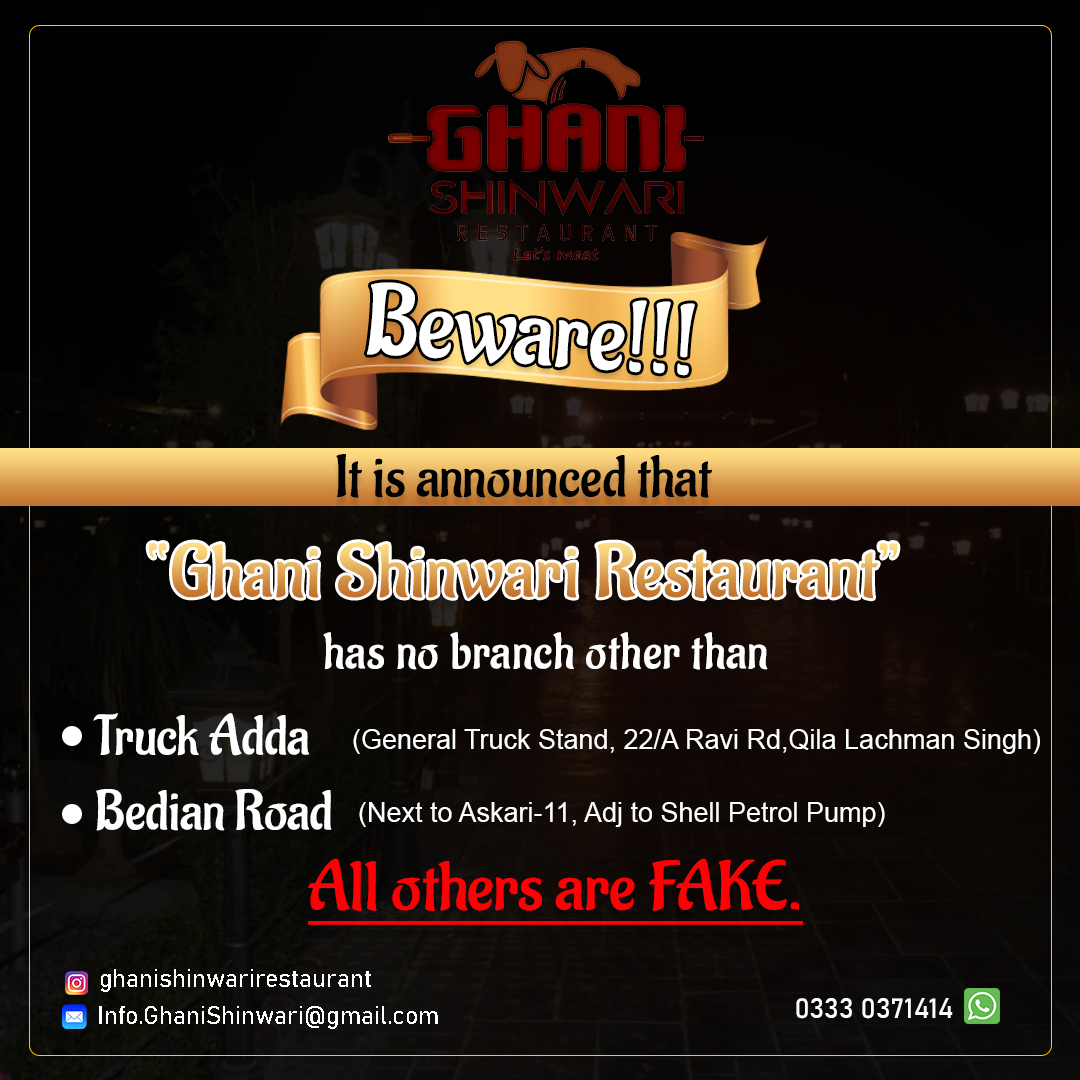 GHANI
SHINWARI
RESTAURANT
Let's meat
Beware!!!
It is announced that
“Ghani Shinwari Restaurant”
has no branch other than
• Truck Adda (General Truck Stand, 22/A Ravi Rd,Qila Lachman Singh)
• Bedian Road (Next to Askari-11, Adj to Shell Petrol Pump)
All others are FAKE.
ghanishinwarirestaurant
Info.GhaniShinwari@gmail.com
0333 0371414